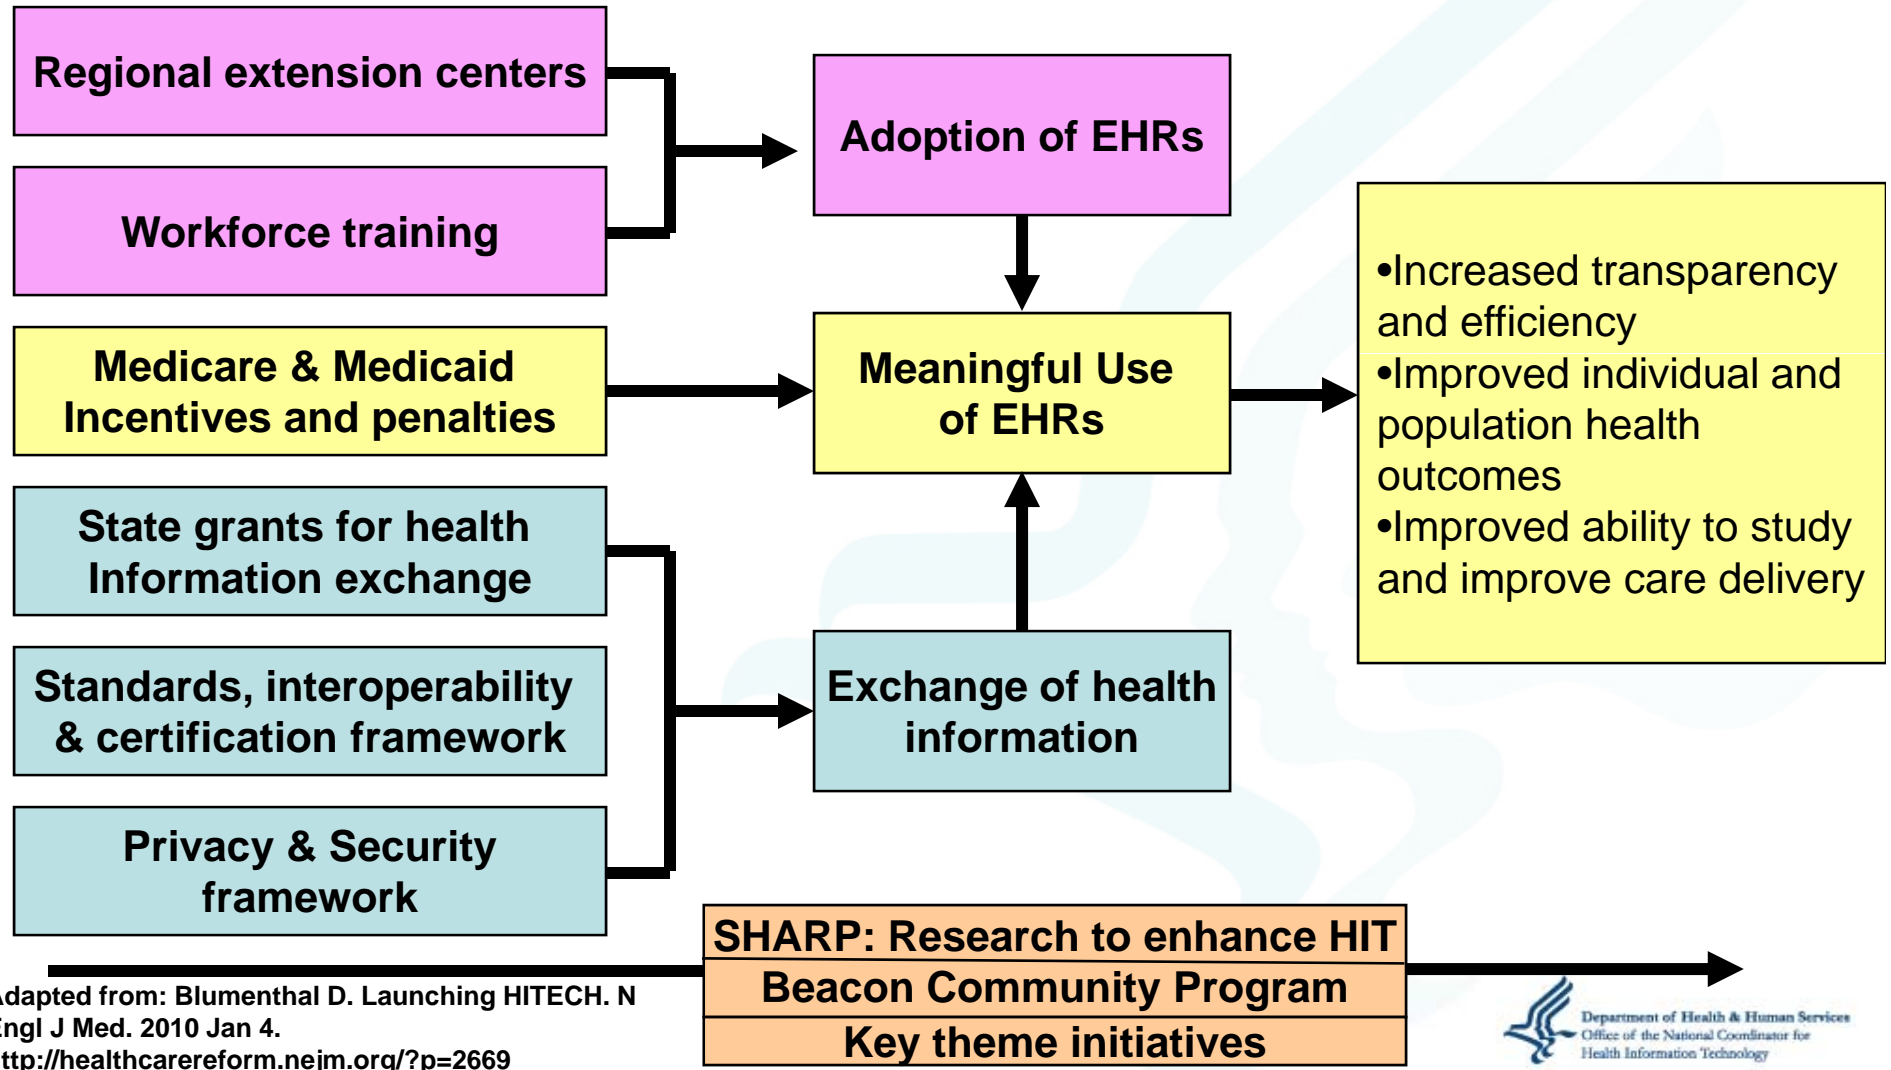 Regional extension centers
Workforce training
Medicare & Medicaid
Incentives and penalties
State grants for health
Information exchange
Standards, interoperability
& certification framework
Privacy & Security
framework
Adoption of EHRs
Meaningful Use
of EHRs
Exchange of health
information
•Increased transparency
and efficiency
•Improved individual and
population health
outcomes
•Improved ability to study
and improve care delivery
SHARP: Research to enhance HIT
Beacon Community Program
Key theme initiatives
Adapted from: Blumenthal D. Launching HITECH. N
Engl J Med. 2010 Jan 4.
ttp://healthcarereform.nejm.org/?p=2669
Department of Health & Human Services
Office of the National Coordinator for
Health Information Technology